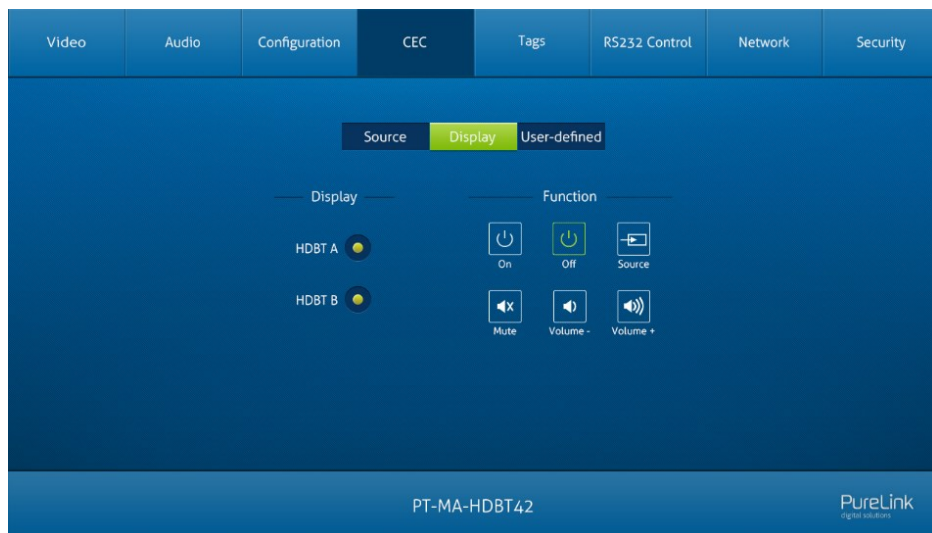 Video Audio Configuration CEC Tags RS232 Control Network Security
Source Display User-defined
Display Function
HDBT A
On Off Source
HDBT B
Mute Volume - Volume +
PT-MA-HDBT42
PureLink
digital solutions